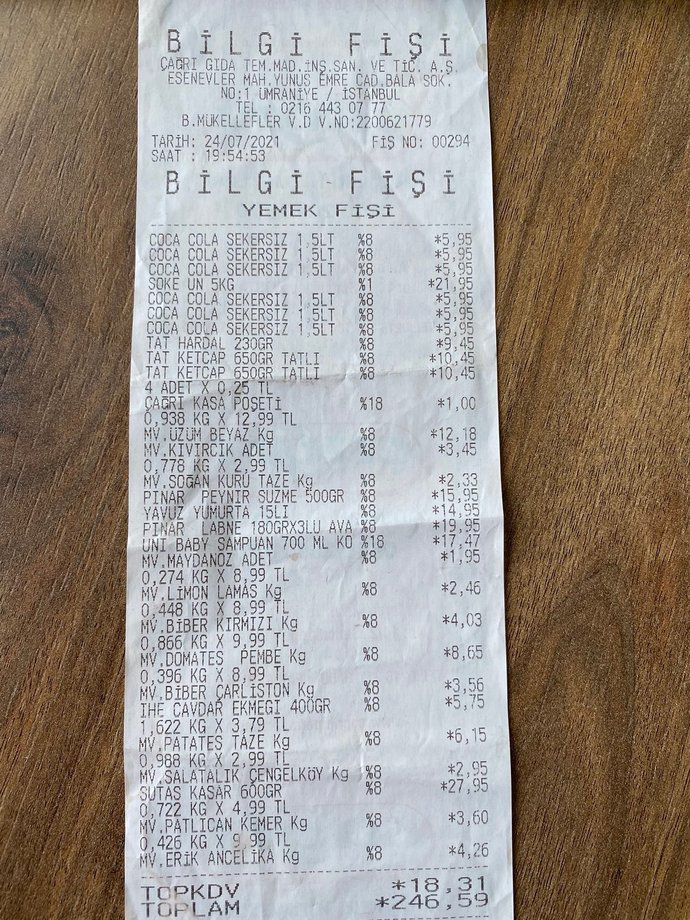 BİLGİ FİŞİ
ÇAĞRI GIDA TEM.MAD.İNŞ.SAN. VE TİC. A.Ş.
ESENEVLER MAH.YUNUS EMRE CAD.BALA SOK.
NO:1 ÜMRANİYE / İSTANBUL
TEL : 0216 443 07 77
B.MÜKELLEFLER V.D V.NO:2200621779
TARİH: 24/07/2021 FİŞ NO: 00294
SAAT : 19:54:53
BİLGİ FİŞİ
YEMEK FİŞİ
COCA COLA SEKERSIZ 1,5LT %8 *5,95
COCA COLA SEKERSIZ 1,5LT %8 *5,95
COCA COLA SEKERSIZ 1,5LT %8 *5,95
SOKE UN 5KG %1 *21,95
COCA COLA SEKERSIZ 1,5LT %8 *5,95
COCA COLA SEKERSIZ 1,5LT %8 *5,95
COCA COLA SEKERSIZ 1,5LT %8 *5,95
TAT HARDAL 230GR %8 *9,45
TAT KETCAP 650GR TATLI %8 *10,45
TAT KETCAP 650GR TATLI %8 *10,45
4 ADET X 0,25 TL
ÇAĞRI KASA POŞETİ %18 *1,00
0,938 KG X 12,99 TL
MV.ÜZÜM BEYAZ Kg %8 *12,18
MV.KIVIRCIK ADET %8 *3,45
0,778 KG X 2,99 TL
MV.SOĞAN KURU TAZE Kg %8 *2,33
PINAR PEYNIR SUZME 500GR %8 *15,95
YAVUZ YUMURTA 15LI %8 *14,95
PINAR LABNE 180GRX3LU AVA %8 *19,95
UNI BABY SAMPUAN 700 ML KO %18 *17,47
MV.MAYDANOZ ADET %8 *1,95
0,274 KG X 8,99 TL
MV.LİMON LAMAS Kg %8 *2,46
0,448 KG X 8,99 TL
MV.BİBER KIRMIZI Kg %8 *4,03
0,866 KG X 9,99 TL
MV.DOMATES PEMBE Kg %8 *8,65
0,396 KG X 8,99 TL
MV.BİBER ÇARLİSTON Kg %8 *3,56
IHE CAVDAR EKMEGI 400GR %8 *5,75
1,622 KG X 3,79 TL
MV.PATATES TAZE Kg %8 *6,15
0,988 KG X 2,99 TL
MV.SALATALIK ÇENGELKÖY Kg %8 *2,95
SUTAS KASAR 600GR %8 *27,95
0,722 KG X 4,99 TL
MV.PATLICAN KEMER Kg %8 *3,60
0,426 KG X 9,99 TL
MV.ERİK ANCELİKA Kg %8 *4,26
TOPKDV *18,31
TOPLAM *246,59